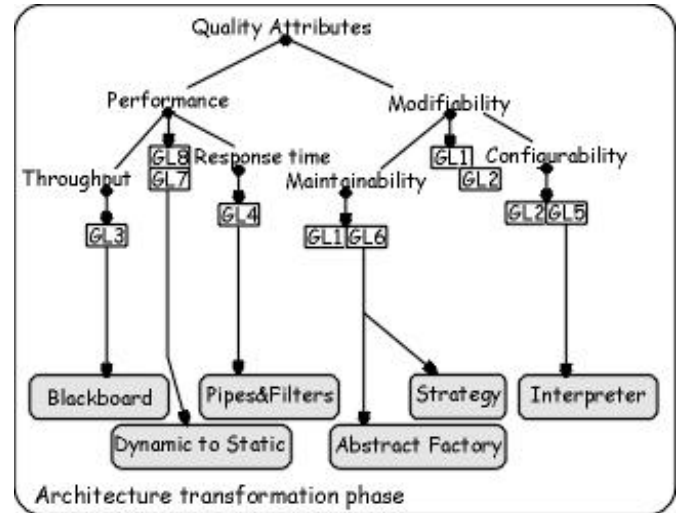 Quality Attributes
Performance
Modifiability
GL8
Response time
GL1
Configurability
Throughput
GL7
Maintainability
GL2
GL3
GL4
GL1 GL6
GL2 GL5
Blackboard
Pipes&Filters
Strategy
Interpreter
Dynamic to Static
Abstract Factory
Architecture transformation phase